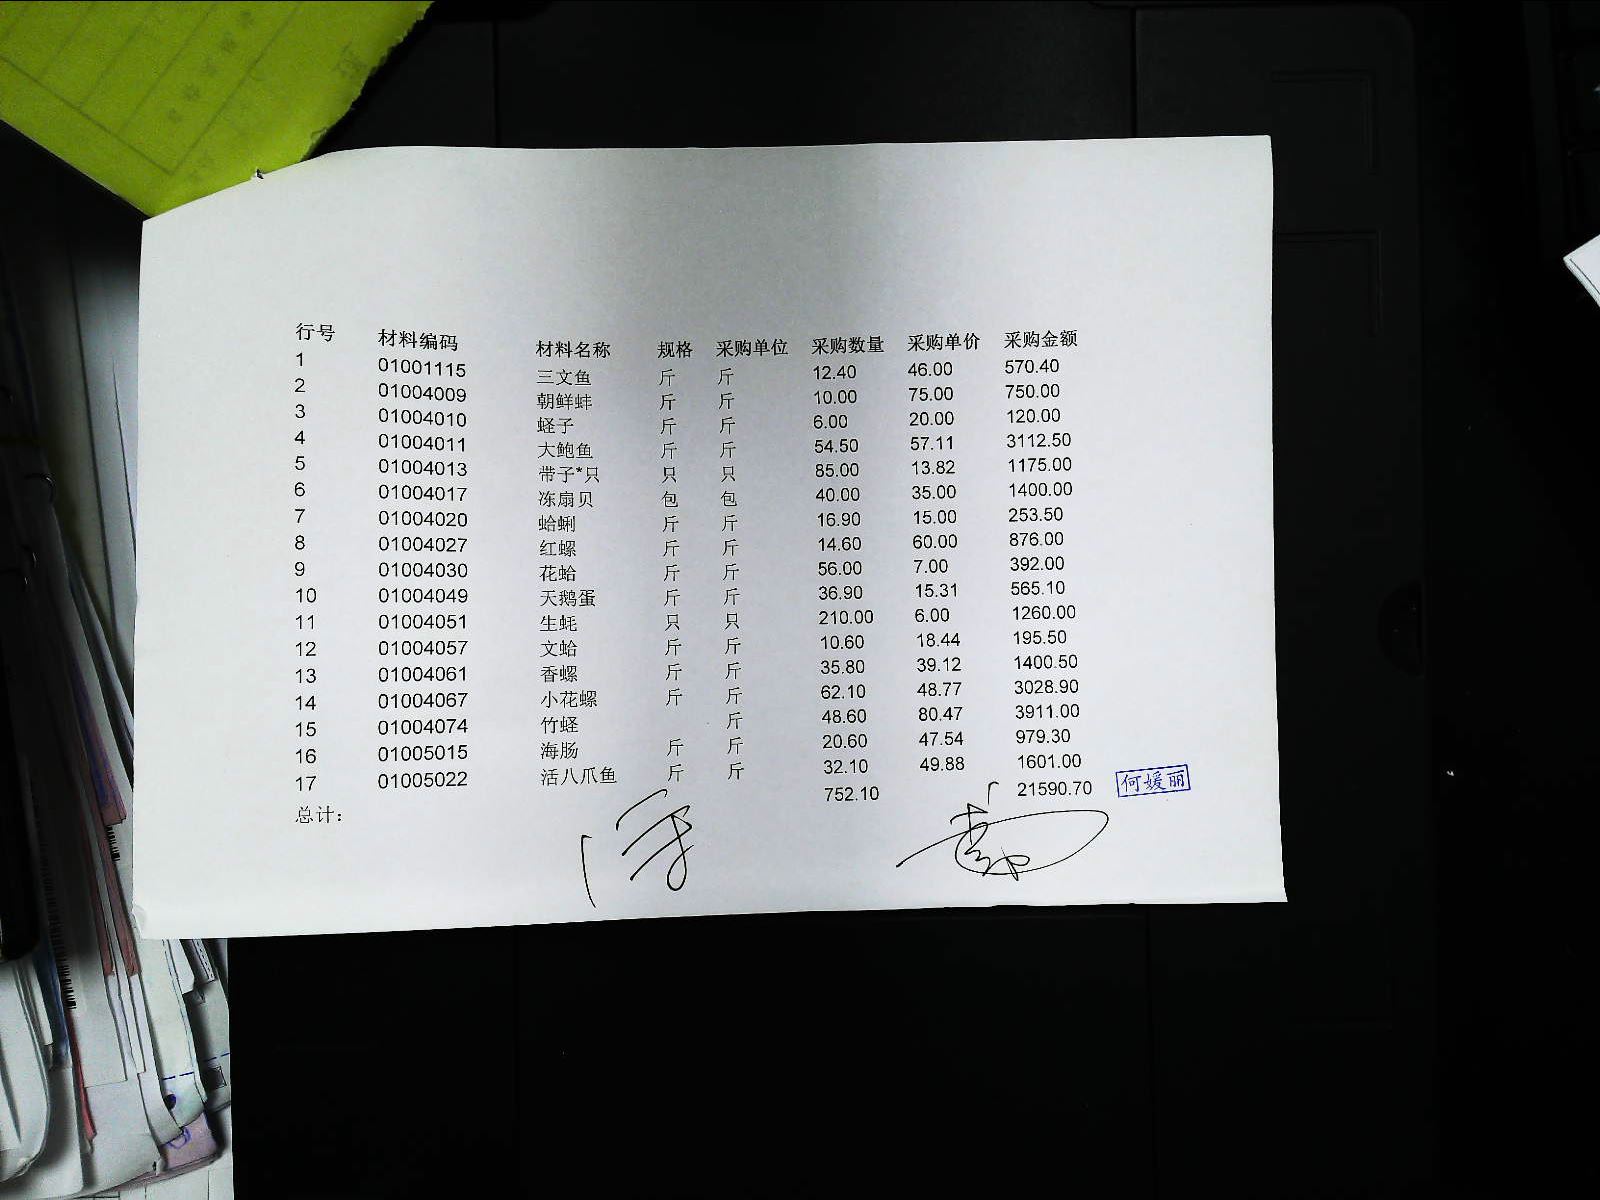 行号 材料编码 材料名称 规格 采购单位 采购数量 采购单价 采购金额
1 01001115 三文鱼 斤 斤 12.40 46.00 570.40
2 01004009 朝鲜蚌 斤 斤 10.00 75.00 750.00
3 01004010 蛏子 斤 斤 6.00 20.00 120.00
4 01004011 大鲍鱼 斤 斤 54.50 57.11 3112.50
5 01004013 带子*只 只 只 85.00 13.82 1175.00
6 01004017 冻扇贝 包 包 40.00 35.00 1400.00
7 01004020 蛤蜊 斤 斤 16.90 15.00 253.50
8 01004027 红螺 斤 斤 14.60 60.00 876.00
9 01004030 花蛤 斤 斤 56.00 7.00 392.00
10 01004049 天鹅蛋 斤 斤 36.90 15.31 565.10
11 01004051 生蚝 只 只 210.00 6.00 1260.00
12 01004057 文蛤 斤 斤 10.60 18.44 195.50
13 01004061 香螺 斤 斤 35.80 39.12 1400.50
14 01004067 小花螺 斤 斤 62.10 48.77 3028.90
15 01004074 竹蛏 斤 48.60 80.47 3911.00
16 01005015 海肠 斤 斤 20.60 47.54 979.30
17 01005022 活八爪鱼 斤 斤 32.10 49.88 1601.00
总计： 752.10 21590.70 何媛丽